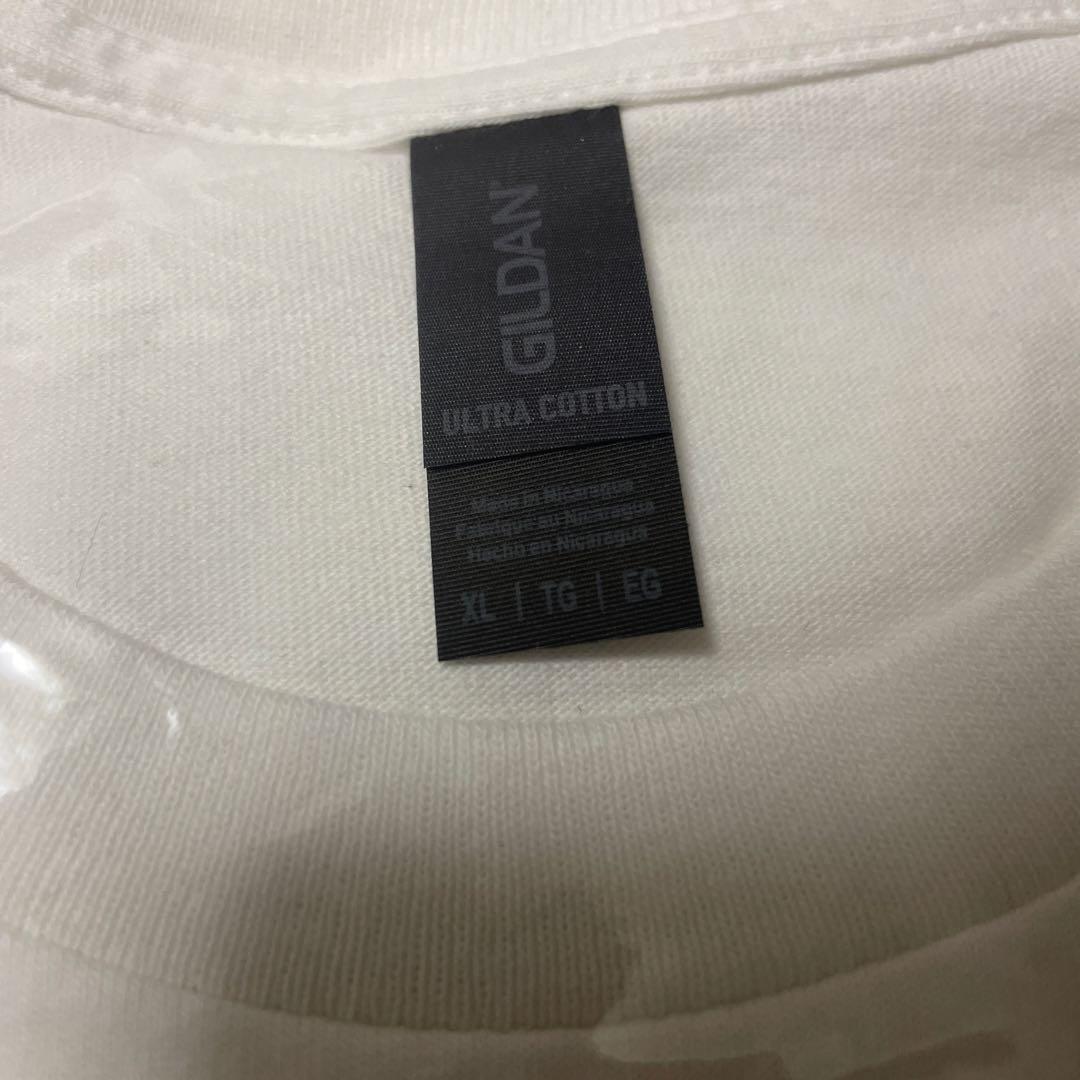 GILDAN
ULTRA COTTON
Made in Nicaragua
Fabriqué au Nicaragua
Hecho en Nicaragua
XL | TG | EG